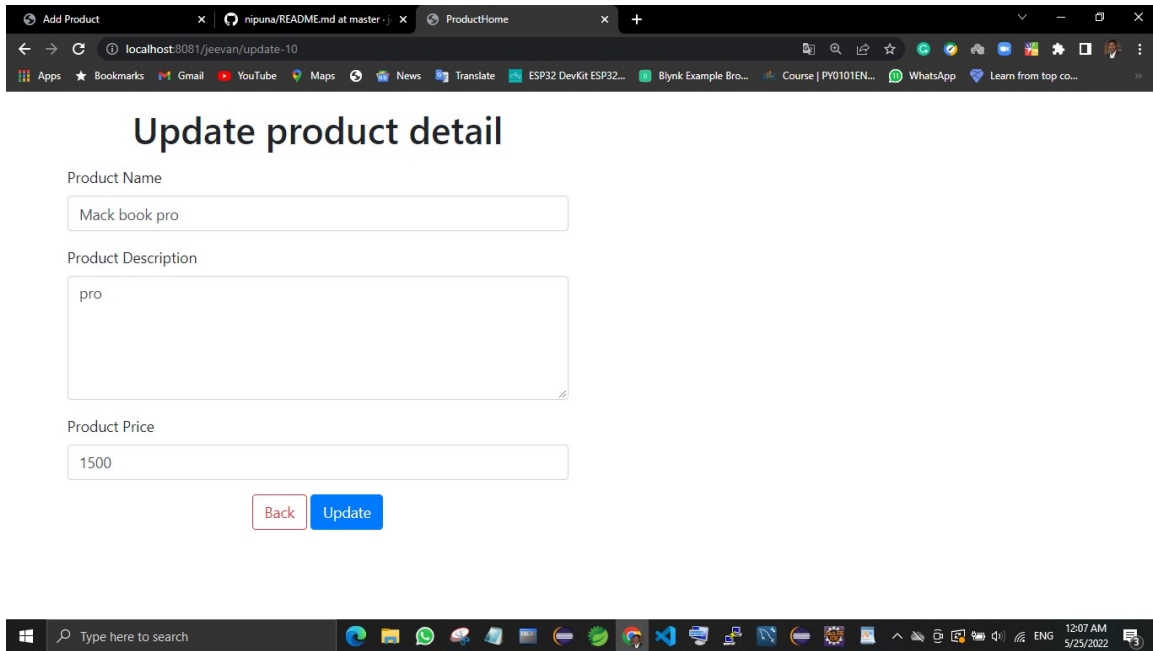 Add Product
nipuna/README.md at master · j
ProductHome
localhost:8081/jeevan/update-10
Apps Bookmarks Gmail YouTube Maps News Translate ESP32 DevKit ESP32... Blynk Example Bro... Course | PY0101EN... WhatsApp Learn from top co...
Update product detail
Product Name
Mack book pro
Product Description
pro
Product Price
1500
Back Update
Type here to search
ENG
12:07 AM
5/25/2022
3